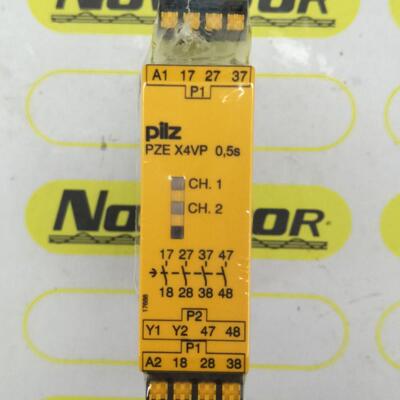 A1 17 27 37
P1
pilz
PZE X4VP 0,5s
CH. 1
CH. 2
17 27 37 47
18 28 38 48
P2
Y1 Y2 47 48
P1
A2 18 28 38